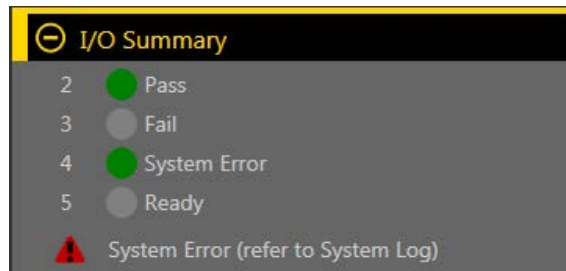 I/O Summary
2 Pass
3 Fail
4 System Error
5 Ready
System Error (refer to System Log)